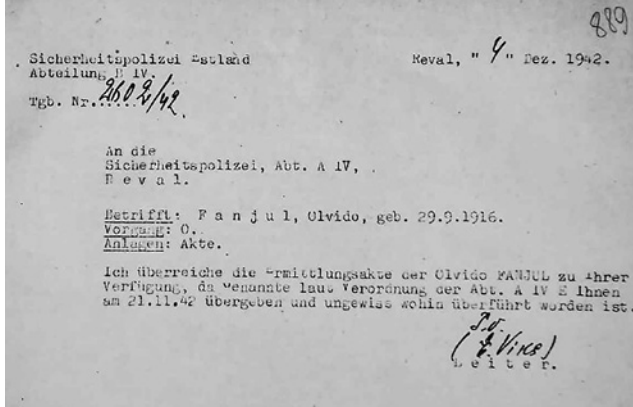 889
Sicherheitspolizei Estland
Abteilung B IV.
Tgb. Nr. 2602/42
Reval, " 4 " Dez. 1942.
An die
Sicherheitspolizei, Abt. A IV,
R e v a l.
Betrifft: F a n j u l, Olvido, geb. 29.9.1916.
Vorgang: O.
Anlagen: Akte.
Ich überreiche die Ermittlungsakte der Olvido FANJUL zu Ihrer
Verfügung, da Genannte laut Verordnung der Abt. A IV E Ihnen
am 21.11.42 übergeben und ungewiss wohin überführt worden ist.
(E. Viks)
L e i t e r.